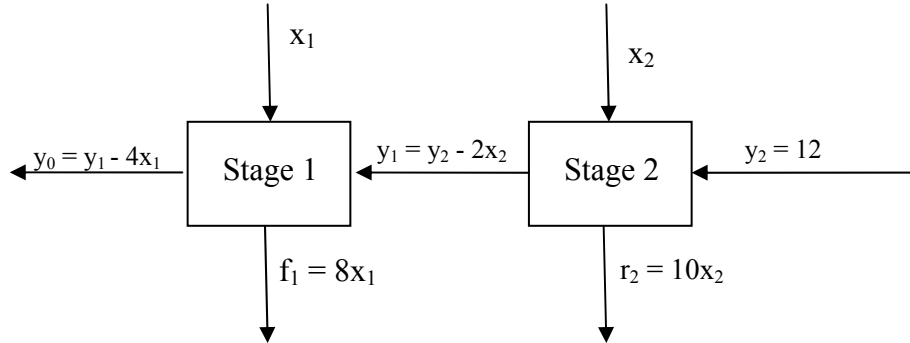 x₁
x₂
y₀ = y₁ - 4x₁
Stage 1
y₁ = y₂ - 2x₂
Stage 2
y₂ = 12
f₁ = 8x₁
r₂ = 10x₂